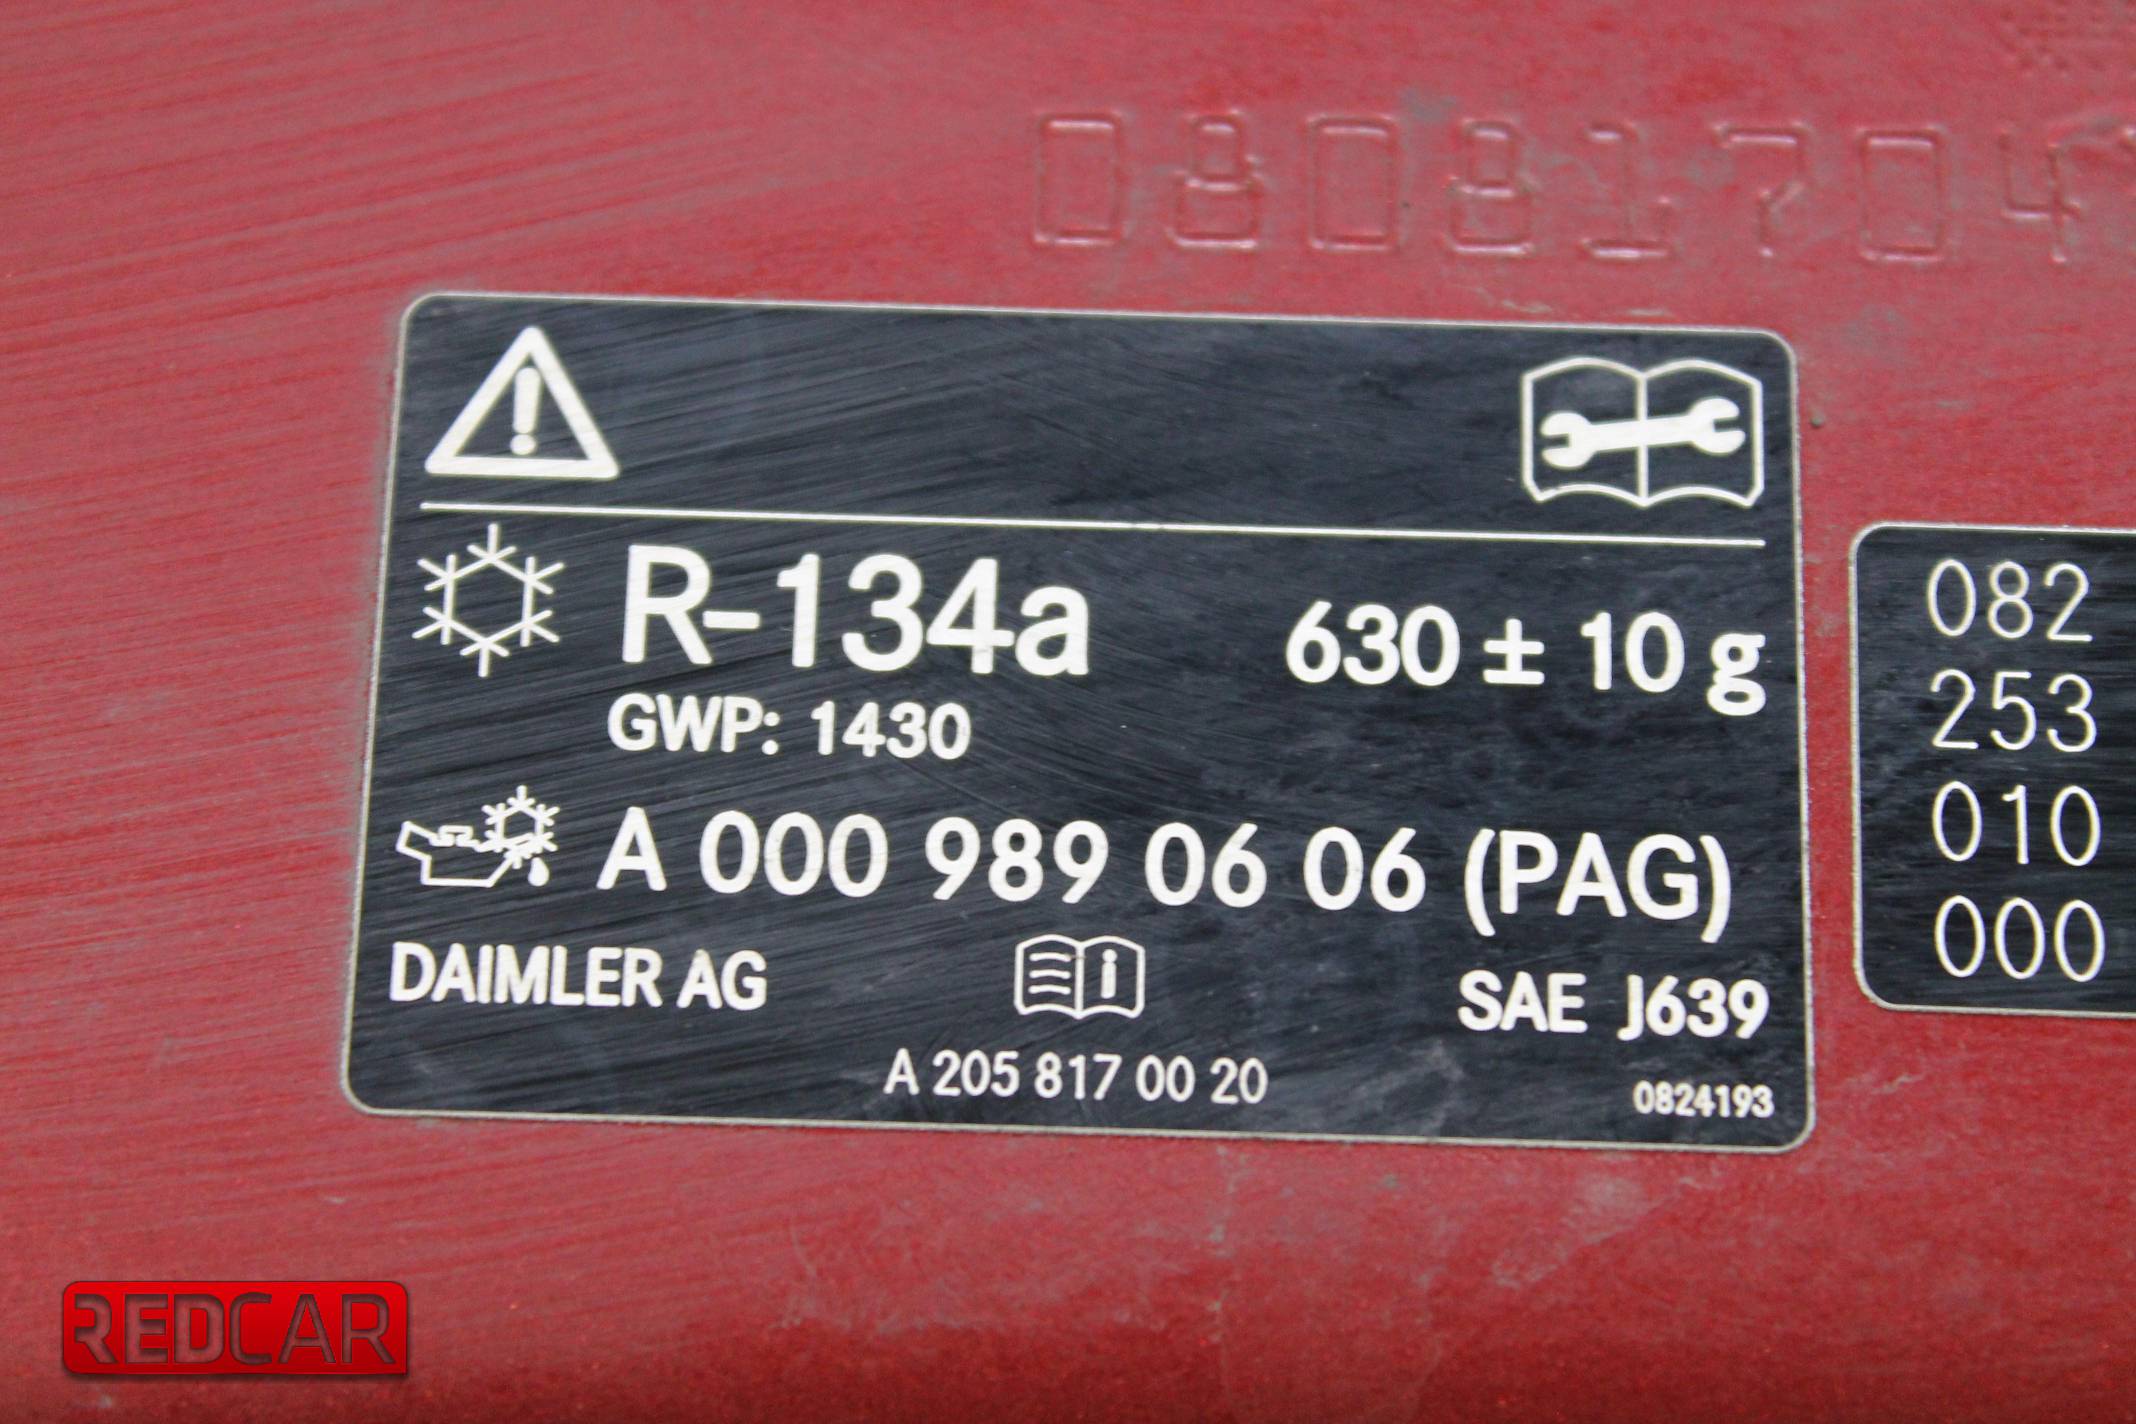 08081704
R-134a 630 ± 10 g
GWP: 1430
A 000 989 06 06 (PAG)
DAIMLER AG
SAE J639
A 205 817 00 20
0824193
082
253
010
000
REDCAR